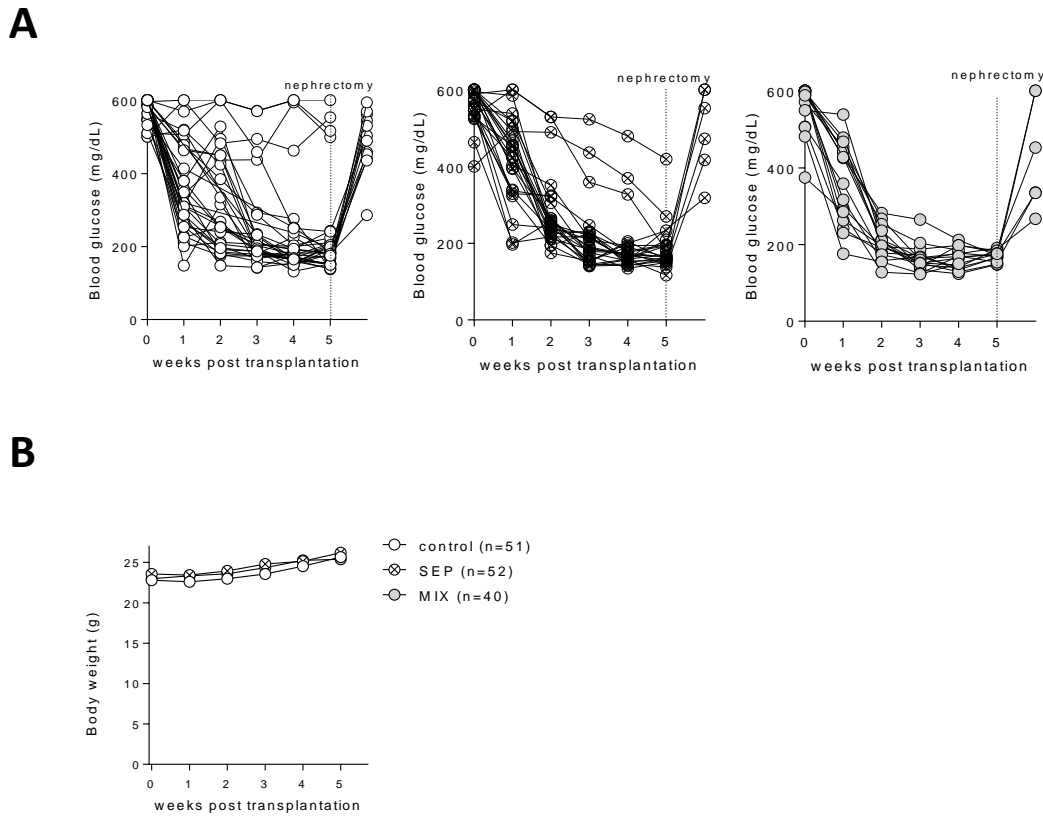 A
nephrectomy
600
400
200
0
Blood glucose (mg/dL)
0 1 2 3 4 5
weeks post transplantation
nephrectomy
600
400
200
0
Blood glucose (mg/dL)
0 1 2 3 4 5
weeks post transplantation
nephrectomy
600
400
200
0
Blood glucose (mg/dL)
0 1 2 3 4 5
weeks post transplantation
B
25
20
15
10
5
0
Body weight (g)
0 1 2 3 4 5
weeks post transplantation
control (n=51)
SEP (n=52)
MIX (n=40)